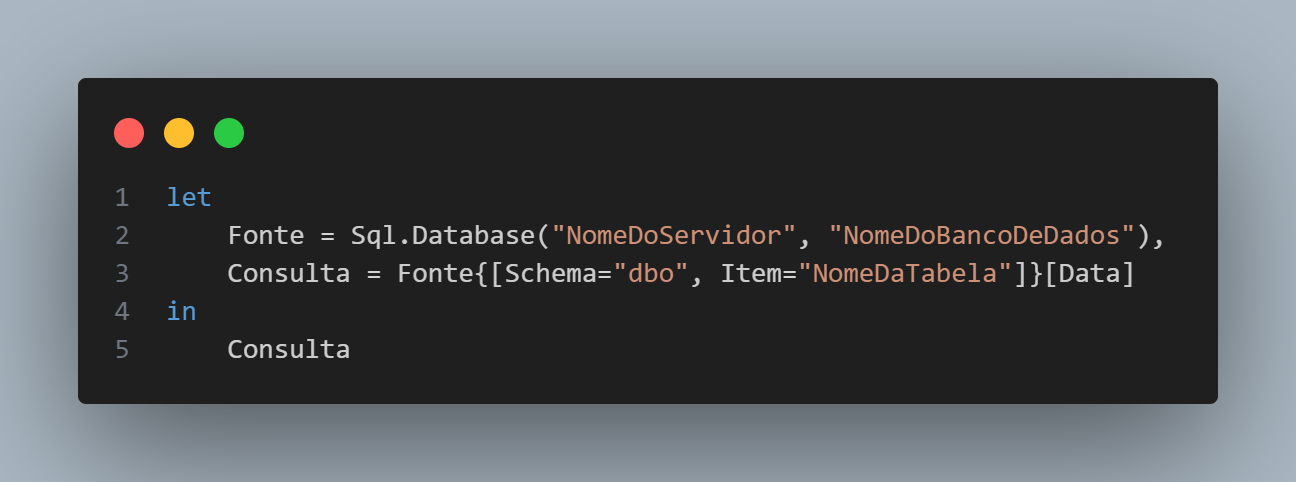 1 let
2     Fonte = Sql.Database("NomeDoServidor", "NomeDoBancoDeDados"),
3     Consulta = Fonte{[Schema="dbo", Item="NomeDaTabela"]}[Data]
4 in
5     Consulta